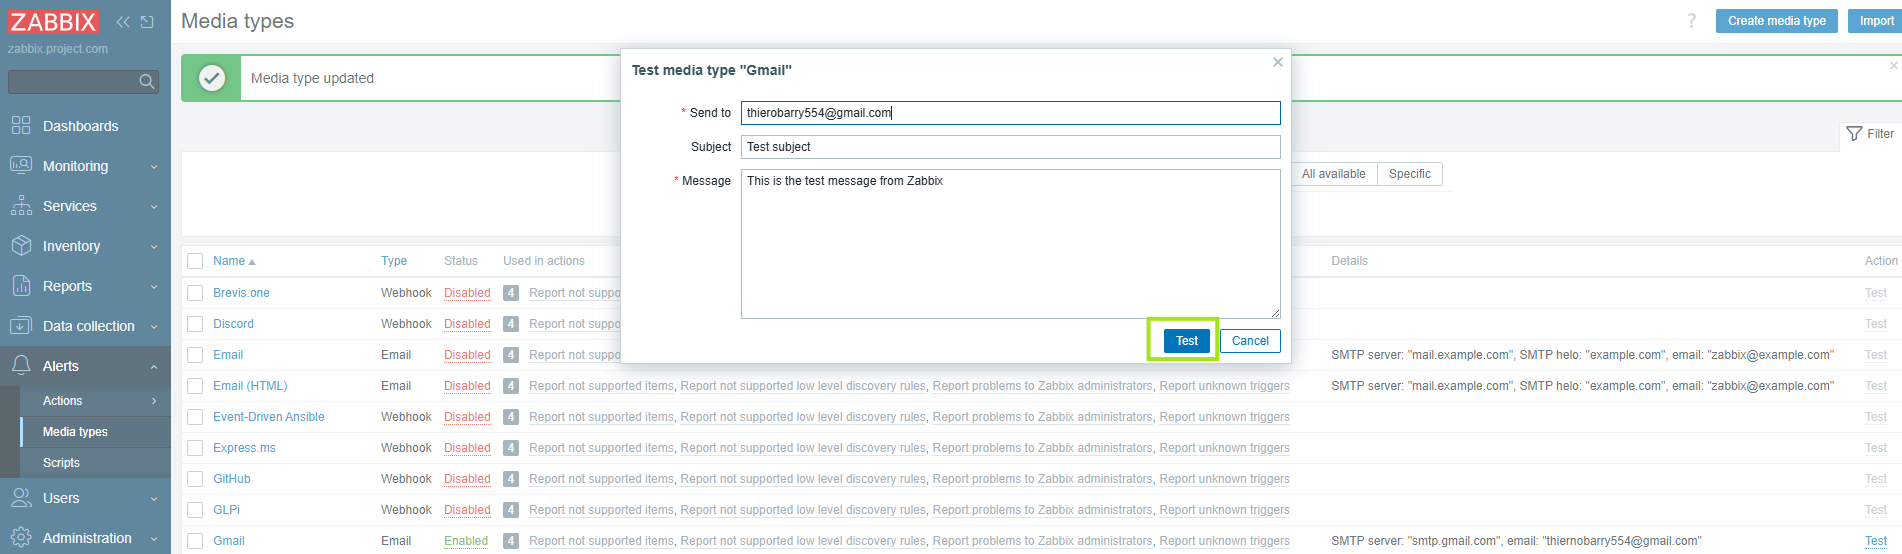 ZABBIX
zabbix.project.com
Dashboards
Monitoring
Services
Inventory
Reports
Data collection
Alerts
Actions
Media types
Scripts
Users
Administration
Media types
? Create media type Import
Media type updated
Filter
All available Specific
Test media type "Gmail"
* Send to thierobarry554@gmail.com
Subject Test subject
* Message This is the test message from Zabbix
Test Cancel
Name Type Status Used in actions Details Action
Brevis.one Webhook Disabled 4 Report not suppo Test
Discord Webhook Disabled 4 Report not suppo Test
Email Email Disabled 4 Report not suppo SMTP server: "mail.example.com", SMTP helo: "example.com", email: "zabbix@example.com" Test
Email (HTML) Email Disabled 4 Report not supported items, Report not supported low level discovery rules, Report problems to Zabbix administrators, Report unknown triggers SMTP server: "mail.example.com", SMTP helo: "example.com", email: "zabbix@example.com" Test
Event-Driven Ansible Webhook Disabled 4 Report not supported items, Report not supported low level discovery rules, Report problems to Zabbix administrators, Report unknown triggers Test
Express.ms Webhook Disabled 4 Report not supported items, Report not supported low level discovery rules, Report problems to Zabbix administrators, Report unknown triggers Test
GitHub Webhook Disabled 4 Report not supported items, Report not supported low level discovery rules, Report problems to Zabbix administrators, Report unknown triggers Test
GLPi Webhook Disabled 4 Report not supported items, Report not supported low level discovery rules, Report problems to Zabbix administrators, Report unknown triggers Test
Gmail Email Enabled 4 Report not supported items, Report not supported low level discovery rules, Report problems to Zabbix administrators, Report unknown triggers SMTP server: "smtp.gmail.com", email: "thiernobarry554@gmail.com" Test